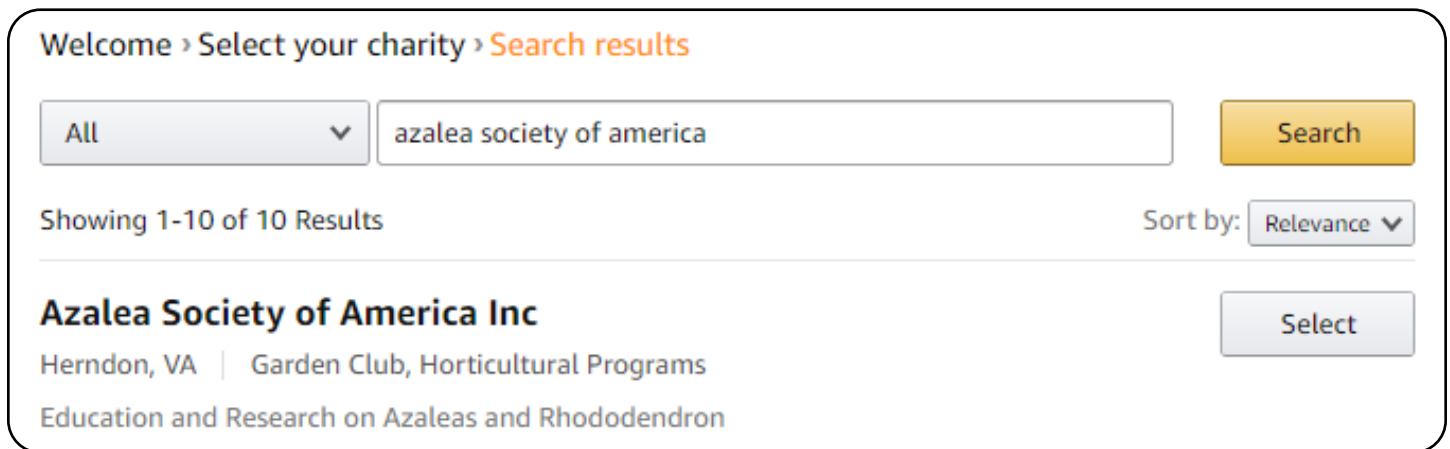 Welcome › Select your charity › Search results
All azalea society of america Search
Showing 1-10 of 10 Results Sort by: Relevance
Azalea Society of America Inc Select
Herndon, VA | Garden Club, Horticultural Programs
Education and Research on Azaleas and Rhododendron